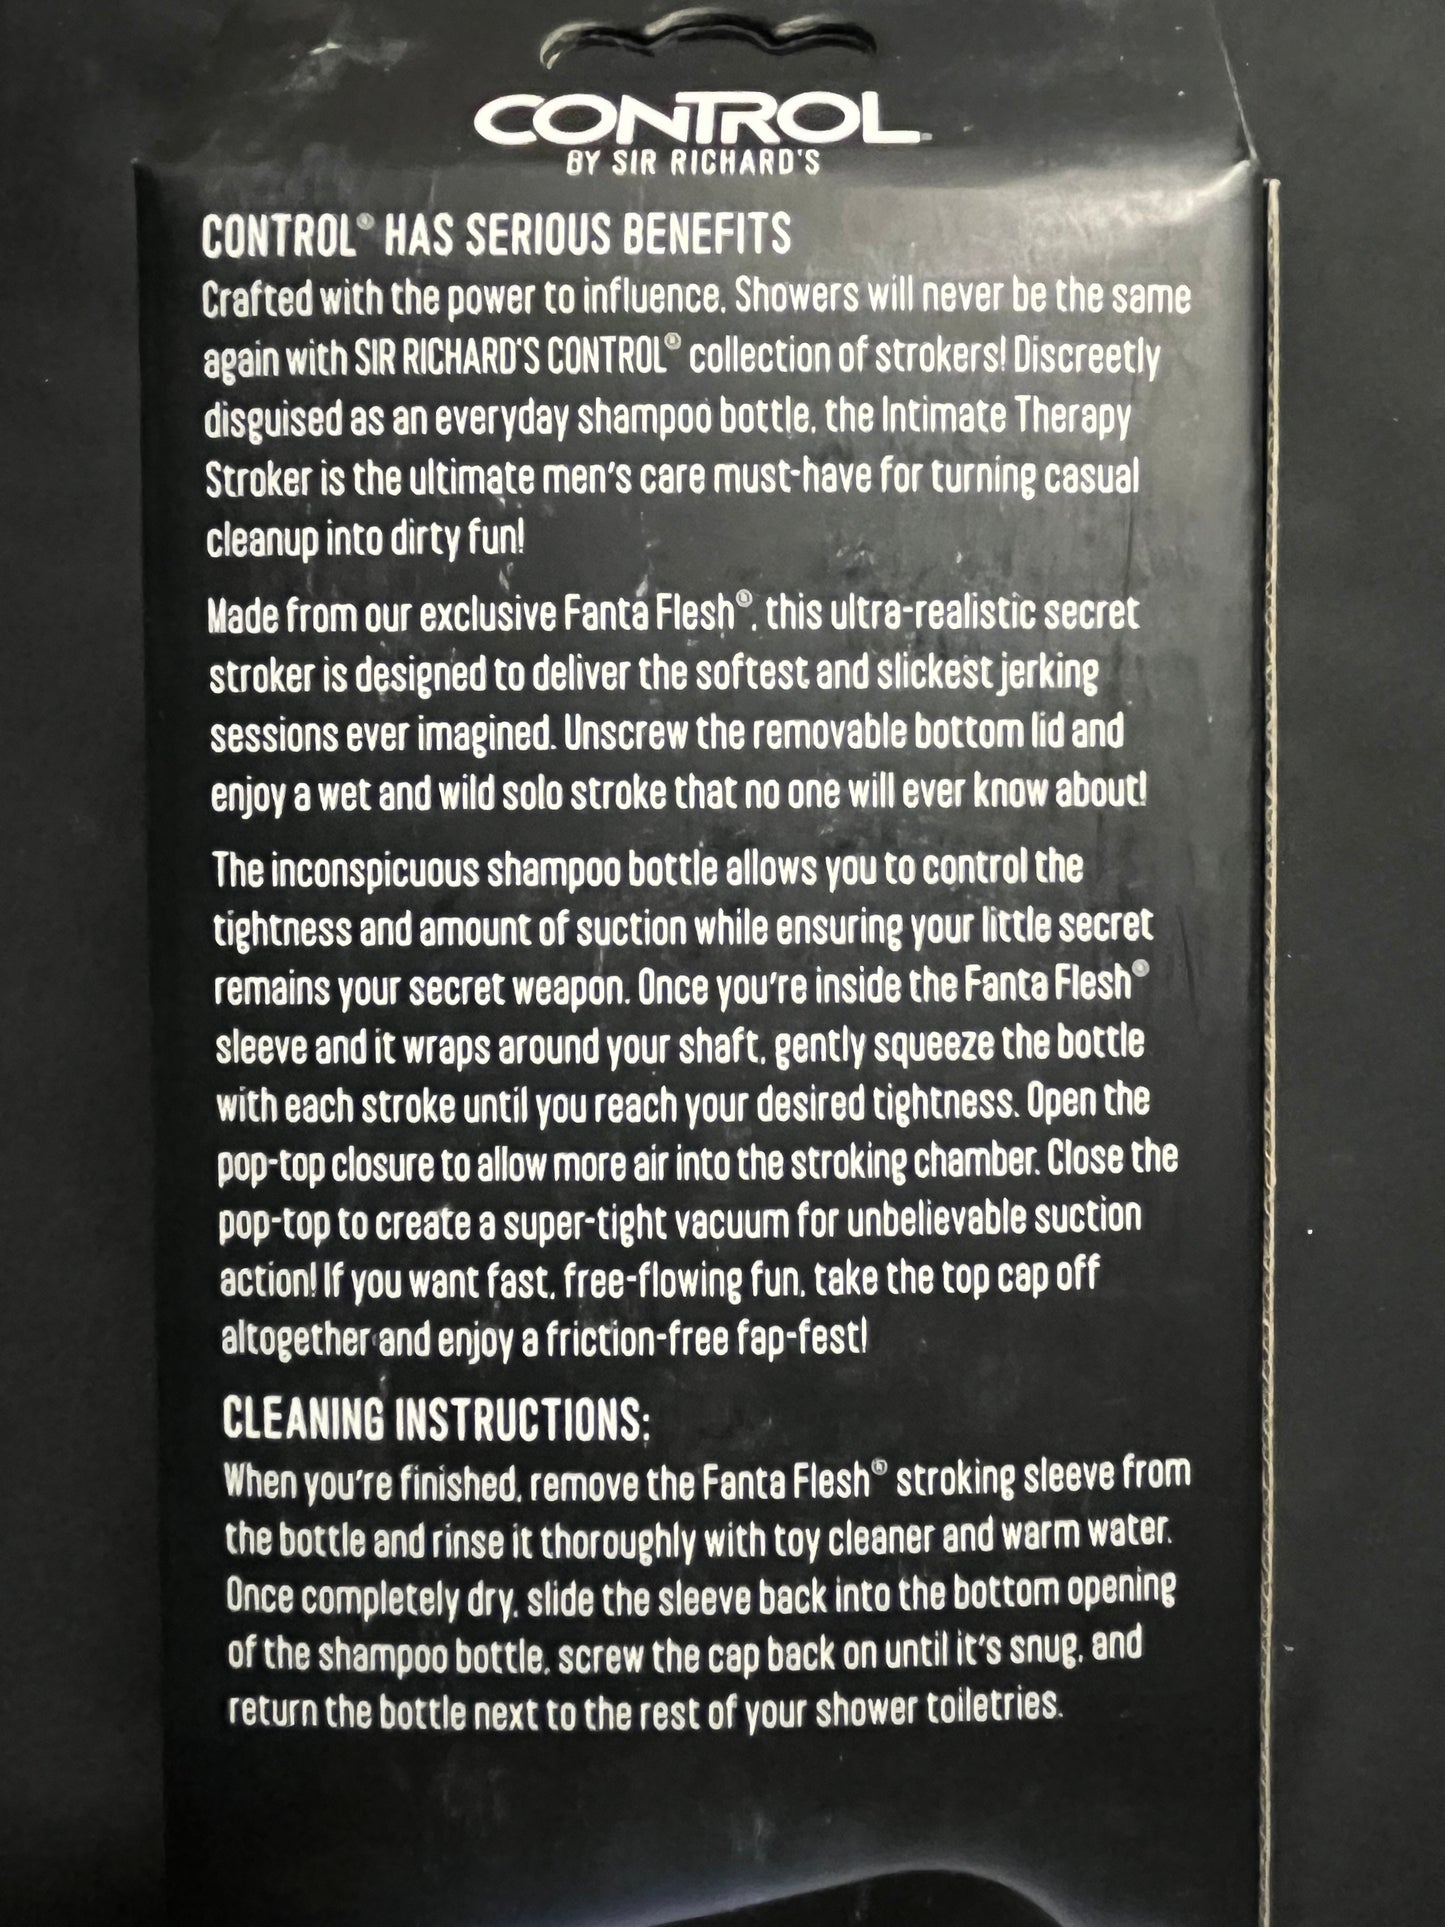 CONTROL
BY SIR RICHARD'S
CONTROL® HAS SERIOUS BENEFITS
Crafted with the power to influence. Showers will never be the same
again with SIR RICHARD'S CONTROL® collection of strokers! Discreetly
disguised as an everyday shampoo bottle, the Intimate Therapy
Stroker is the ultimate men's care must-have for turning casual
cleanup into dirty fun!
Made from our exclusive Fanta Flesh®, this ultra-realistic secret
stroker is designed to deliver the softest and slickest jerking
sessions ever imagined. Unscrew the removable bottom lid and
enjoy a wet and wild solo stroke that no one will ever know about!
The inconspicuous shampoo bottle allows you to control the
tightness and amount of suction while ensuring your little secret
remains your secret weapon. Once you're inside the Fanta Flesh®
sleeve and it wraps around your shaft, gently squeeze the bottle
with each stroke until you reach your desired tightness. Open the
pop-top closure to allow more air into the stroking chamber. Close the
pop-top to create a super-tight vacuum for unbelievable suction
action! If you want fast, free-flowing fun, take the top cap off
altogether and enjoy a friction-free fap-fest!
CLEANING INSTRUCTIONS:
When you're finished, remove the Fanta Flesh® stroking sleeve from
the bottle and rinse it thoroughly with toy cleaner and warm water.
Once completely dry, slide the sleeve back into the bottom opening
of the shampoo bottle, screw the cap back on until it's snug, and
return the bottle next to the rest of your shower toiletries.